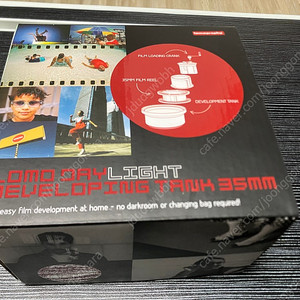 lomography
FILM LOADING CRANK
35MM FILM REEL
DEVELOPMENT TANK
LOMO DAYLIGHT
DEVELOPING TANK 35MM
easy film development at home - no darkroom or changing bag required!